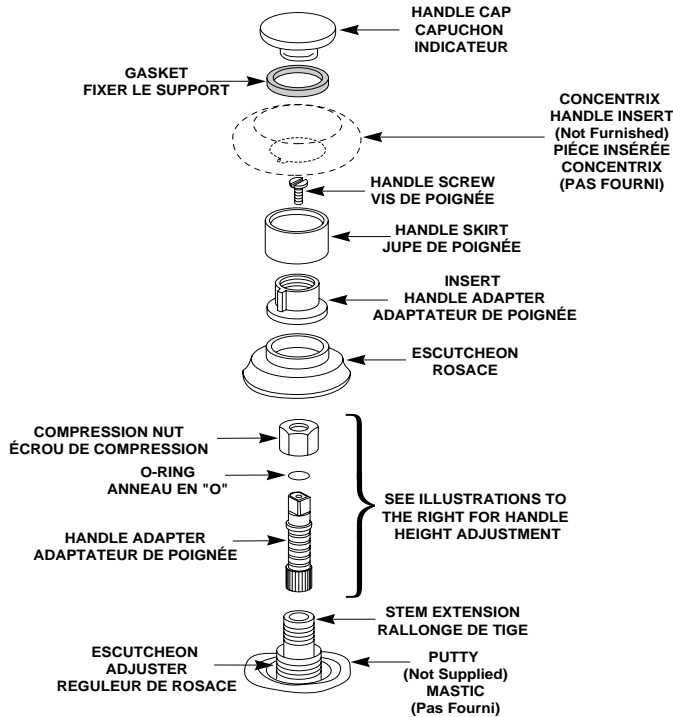 HANDLE CAP
CAPUCHON
INDICATEUR
GASKET
FIXER LE SUPPORT
CONCENTRIX
HANDLE INSERT
(Not Furnished)
PIÉCE INSÉRÉE
CONCENTRIX
(PAS FOURNI)
HANDLE SCREW
VIS DE POIGNÉE
HANDLE SKIRT
JUPE DE POIGNÉE
INSERT
HANDLE ADAPTER
ADAPTATEUR DE POIGNÉE
ESCUTCHEON
ROSACE
COMPRESSION NUT
ÉCROU DE COMPRESSION
O-RING
ANNEAU EN "O"
SEE ILLUSTRATIONS TO
THE RIGHT FOR HANDLE
HEIGHT ADJUSTMENT
HANDLE ADAPTER
ADAPTATEUR DE POIGNÉE
STEM EXTENSION
RALLONGE DE TIGE
ESCUTCHEON
ADJUSTER
REGULEUR DE ROSACE
PUTTY
(Not Supplied)
MASTIC
(Pas Fourni)